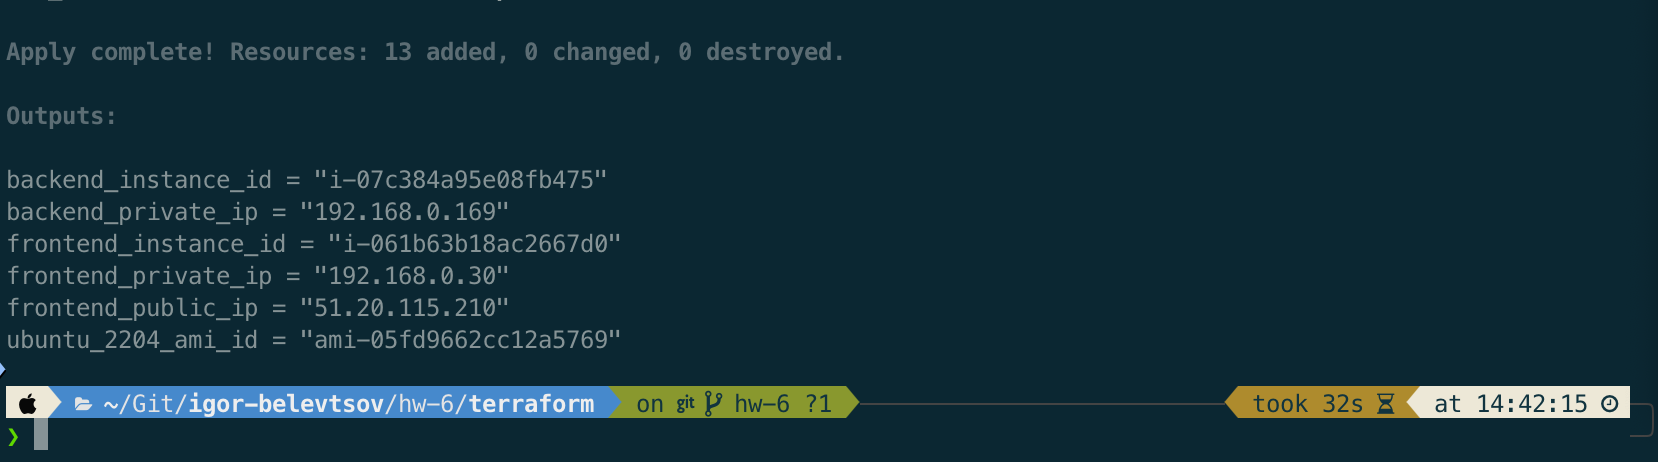 Apply complete! Resources: 13 added, 0 changed, 0 destroyed.
Outputs:
backend_instance_id = "i-07c384a95e08fb475"
backend_private_ip = "192.168.0.169"
frontend_instance_id = "i-061b63b18ac2667d0"
frontend_private_ip = "192.168.0.30"
frontend_public_ip = "51.20.115.210"
ubuntu_2204_ami_id = "ami-05fd9662cc12a5769"
~/Git/igor-belevtsov/hw-6/terraform on git hw-6 ?1 took 32s at 14:42:15
❯